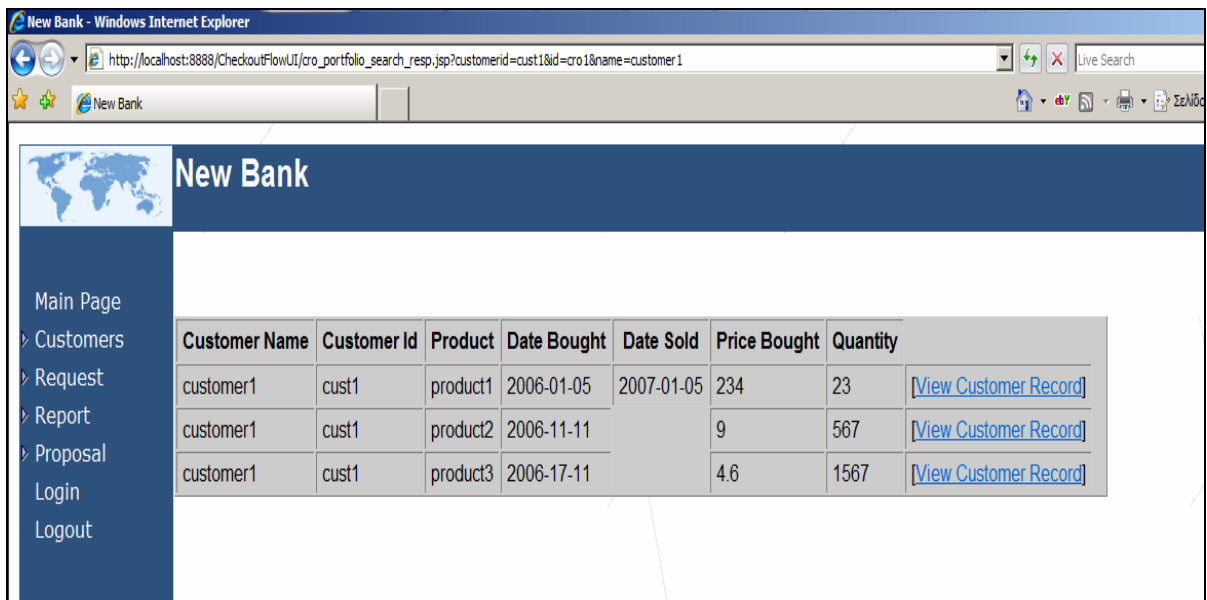 New Bank - Windows Internet Explorer
http://localhost:8888/CheckoutFlowUI/cro_portfolio_search_resp.jsp?customerid=cust1&id=cro1&name=customer1 Live Search
New Bank ebY Σελίδα
New Bank
Main Page
Customers
Request
Report
Proposal
Login
Logout
Customer Name Customer Id Product Date Bought Date Sold Price Bought Quantity
customer1 cust1 product1 2006-01-05 2007-01-05 234 23 [View Customer Record]
customer1 cust1 product2 2006-11-11 9 567 [View Customer Record]
customer1 cust1 product3 2006-17-11 4.6 1567 [View Customer Record]